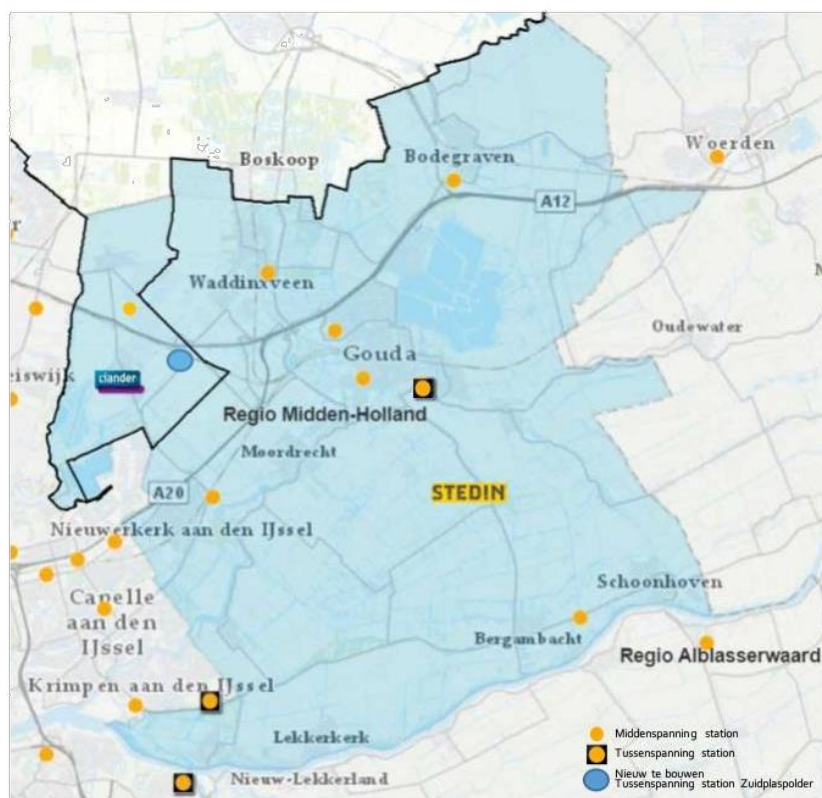 Boskoop
Bodegraven
Woerden
A12
Waddinxveen
Oudewater
Gouda
eiswijk
liander
Regio Midden-Holland
Moordrecht
A20
STEDIN
Nieuwerkerk aan den IJssel
Capelle
aan den
IJssel
Schoonhoven
Bergambacht
Regio Alblasserwaard
Krimpen aan den IJssel
Lekkerkerk
Nieuw-Lekkerland
Middenspanning station
Tussenspanning station
Nieuw te bouwen
Tussenspanning station Zuidplaspolder